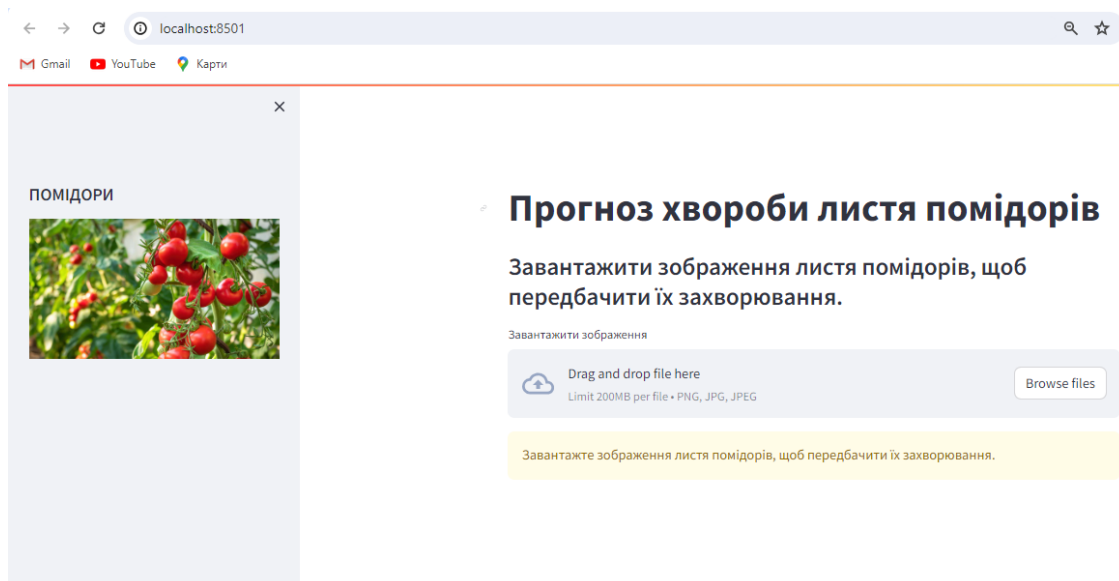 localhost:8501
Gmail YouTube Карти
ПОМІДОРИ
Прогноз хвороби листя помідорів
Завантажити зображення листя помідорів, щоб
передбачити їх захворювання.
Завантажити зображення
Drag and drop file here
Limit 200MB per file • PNG, JPG, JPEG
Browse files
Завантажте зображення листя помідорів, щоб передбачити їх захворювання.